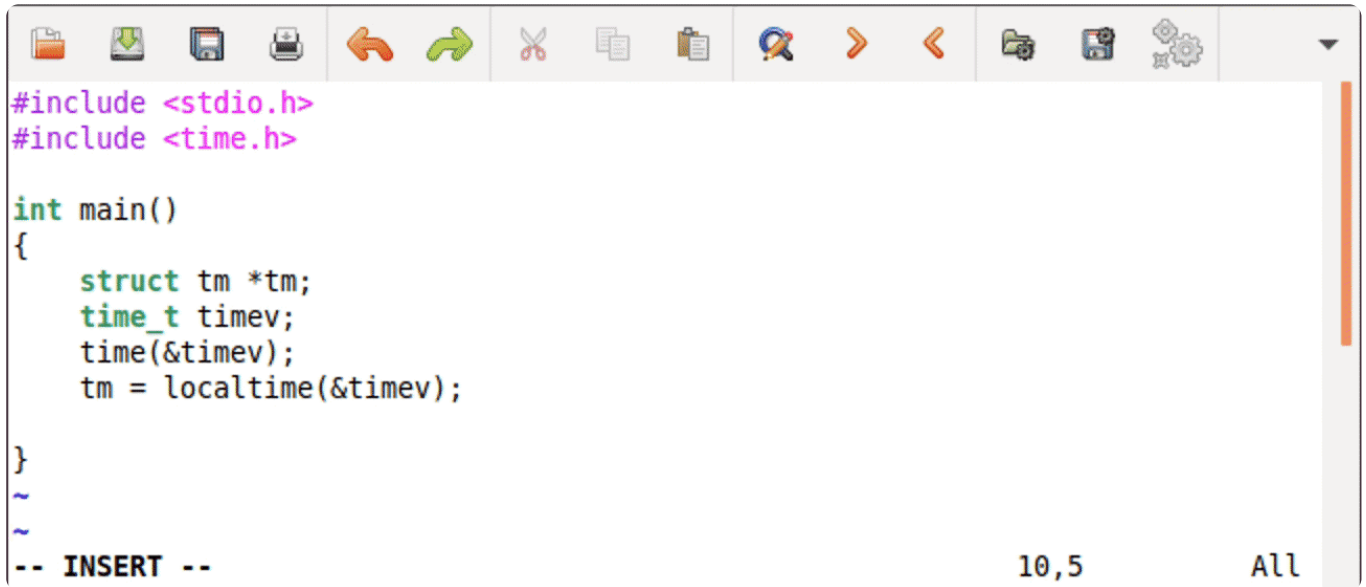 #include <stdio.h>
#include <time.h>
int main()
{
    struct tm *tm;
    time_t timev;
    time(&timev);
    tm = localtime(&timev);
}
~
~
-- INSERT -- 10,5 All